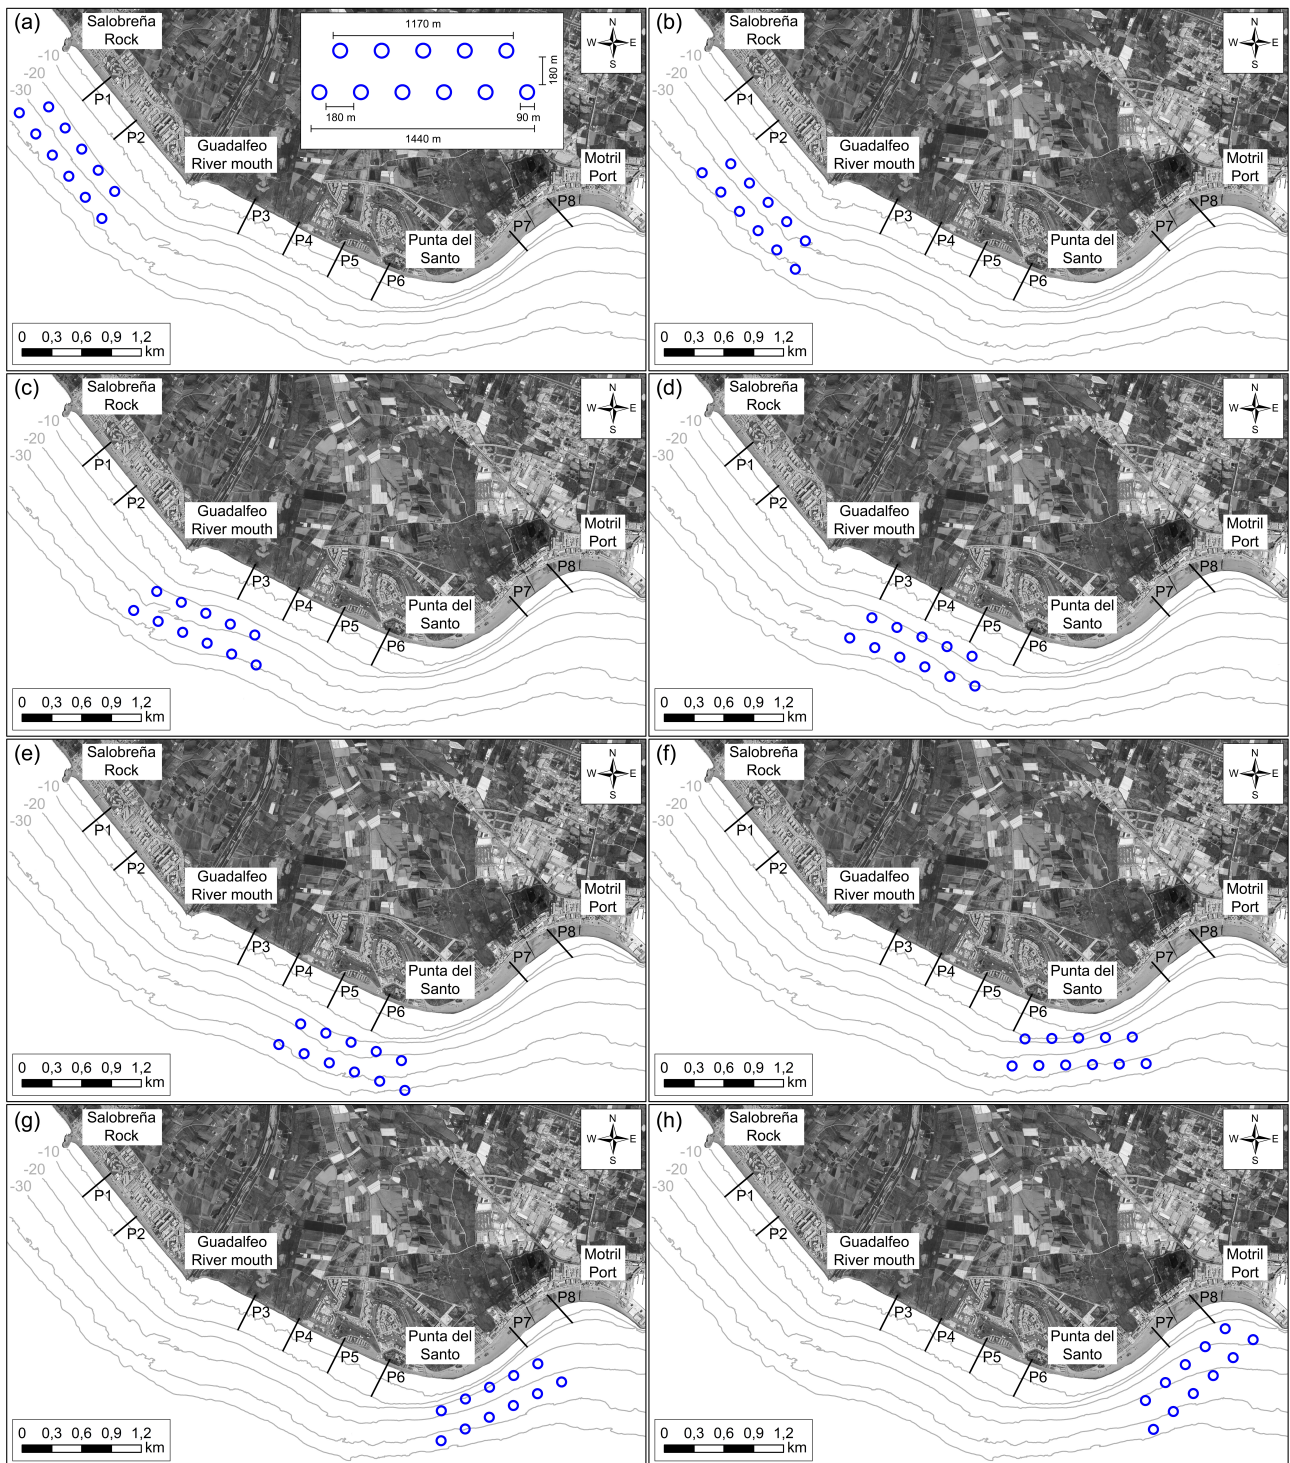 (a)
Salobreña
Rock
1170 m
180 m
180 m
90 m
1440 m
N
W E
S
-10
-20
-30
P1
P2
Guadalfeo
River mouth
Motril
Port
P3
P4
P5
P6
P7
P8
Punta del
Santo
0 0,3 0,6 0,9 1,2
km
(b)
Salobreña
Rock
N
W E
S
-10
-20
-30
P1
P2
Guadalfeo
River mouth
Motril
Port
P3
P4
P5
P6
P7
P8
Punta del
Santo
0 0,3 0,6 0,9 1,2
km
(c)
Salobreña
Rock
N
W E
S
-10
-20
-30
P1
P2
Guadalfeo
River mouth
Motril
Port
P3
P4
P5
P6
P7
P8
Punta del
Santo
0 0,3 0,6 0,9 1,2
km
(d)
Salobreña
Rock
N
W E
S
-10
-20
-30
P1
P2
Guadalfeo
River mouth
Motril
Port
P3
P4
P5
P6
P7
P8
Punta del
Santo
0 0,3 0,6 0,9 1,2
km
(e)
Salobreña
Rock
N
W E
S
-10
-20
-30
P1
P2
Guadalfeo
River mouth
Motril
Port
P3
P4
P5
P6
P7
P8
Punta del
Santo
0 0,3 0,6 0,9 1,2
km
(f)
Salobreña
Rock
N
W E
S
-10
-20
-30
P1
P2
Guadalfeo
River mouth
Motril
Port
P3
P4
P5
P6
P7
P8
Punta del
Santo
0 0,3 0,6 0,9 1,2
km
(g)
Salobreña
Rock
N
W E
S
-10
-20
-30
P1
P2
Guadalfeo
River mouth
Motril
Port
P3
P4
P5
P6
P7
P8
Punta del
Santo
0 0,3 0,6 0,9 1,2
km
(h)
Salobreña
Rock
N
W E
S
-10
-20
-30
P1
P2
Guadalfeo
River mouth
Motril
Port
P3
P4
P5
P6
P7
P8
Punta del
Santo
0 0,3 0,6 0,9 1,2
km